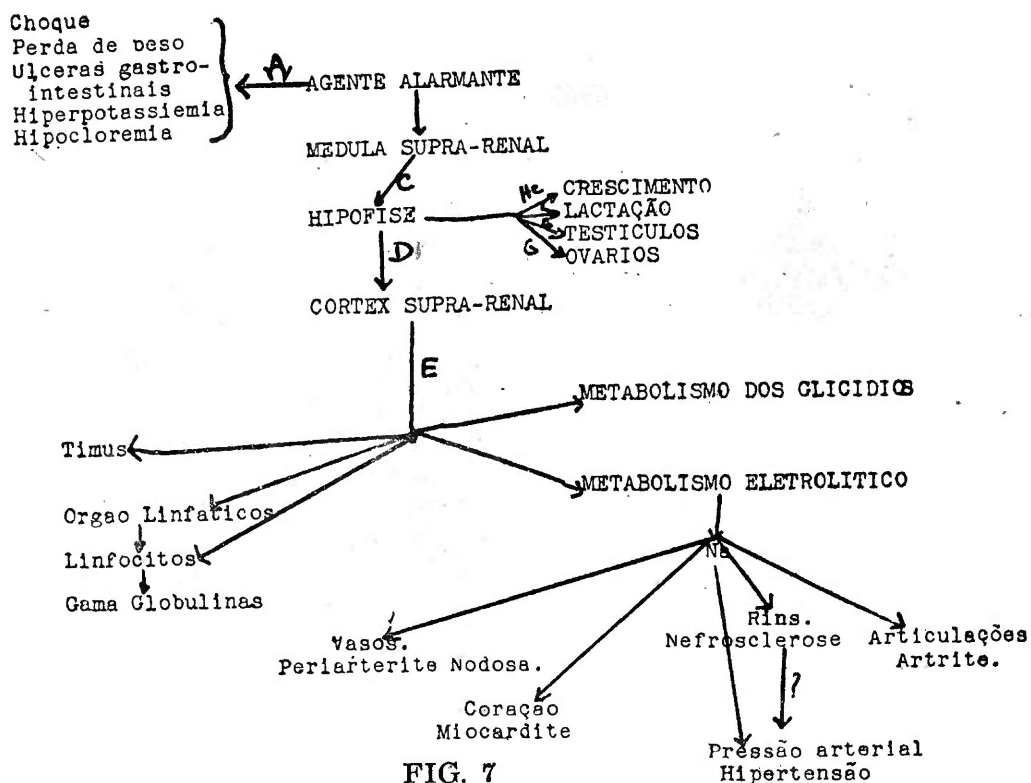 Choque
Perda de peso
Ulceras gastro-
intestinais
Hiperpotassiemia
Hipocloremia
A
AGENTE ALARMANTE
MEDULA SUPRA-RENAL
C
HIPOFISE
Hc
CRESCIMENTO
LACTAÇÃO
TESTICULOS
G
OVARIOS
D
CORTEX SUPRA-RENAL
E
METABOLISMO DOS GLICIDIOS
Timus
METABOLISMO ELETROLITICO
Orgao Linfaticos
Linfocitos
Na
Gama Globulinas
Vasos.
Periarterite Nodosa.
Rins.
Nefrosclerose
Articulações
Artrite.
?
Coração
Miocardite
Pressão arterial
Hipertensão
FIG. 7